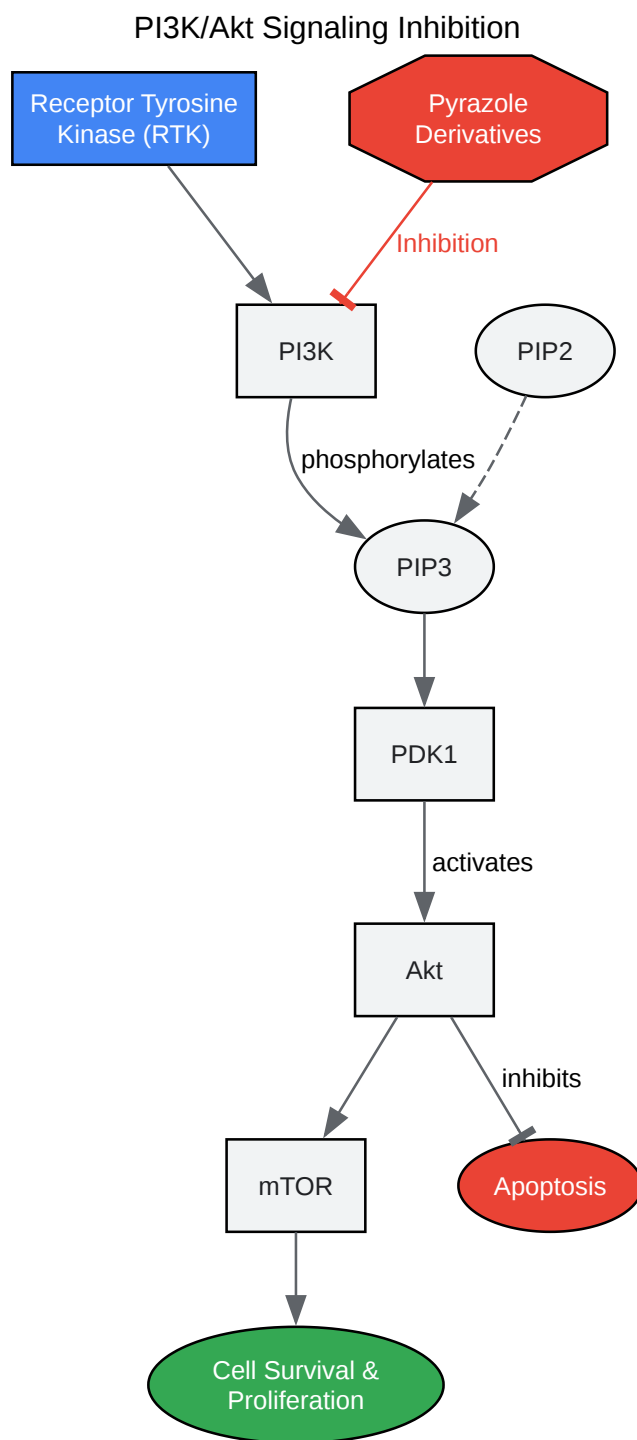 PI3K/Akt Signaling Inhibition
Receptor Tyrosine
Kinase (RTK)
Pyrazole
Derivatives
Inhibition
PI3K
PIP2
phosphorylates
PIP3
PDK1
activates
Akt
inhibits
mTOR
Apoptosis
Cell Survival &
Proliferation